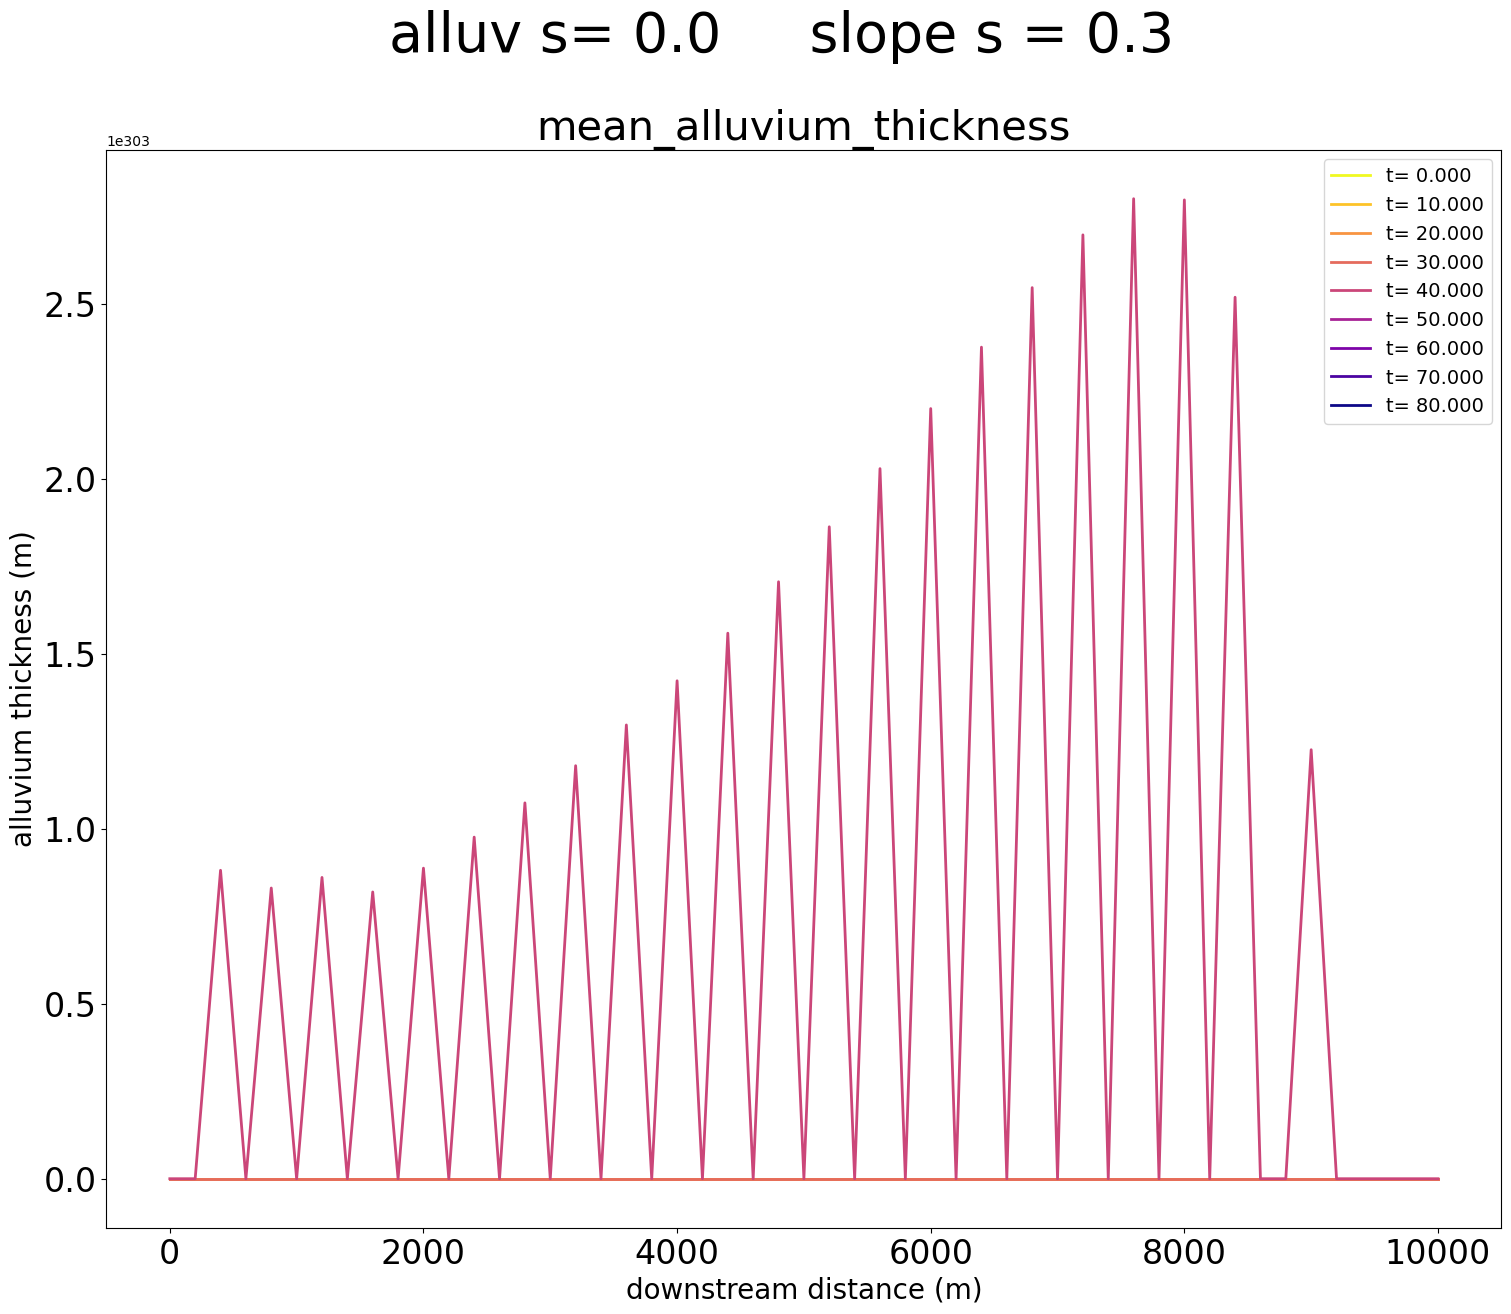 alluv s= 0.0     slope s = 0.3
mean_alluvium_thickness
1e303
t= 0.000
t= 10.000
t= 20.000
t= 30.000
t= 40.000
t= 50.000
t= 60.000
t= 70.000
t= 80.000
2.5
2.0
1.5
1.0
0.5
0.0
alluvium thickness (m)
0 2000 4000 6000 8000 10000
downstream distance (m)